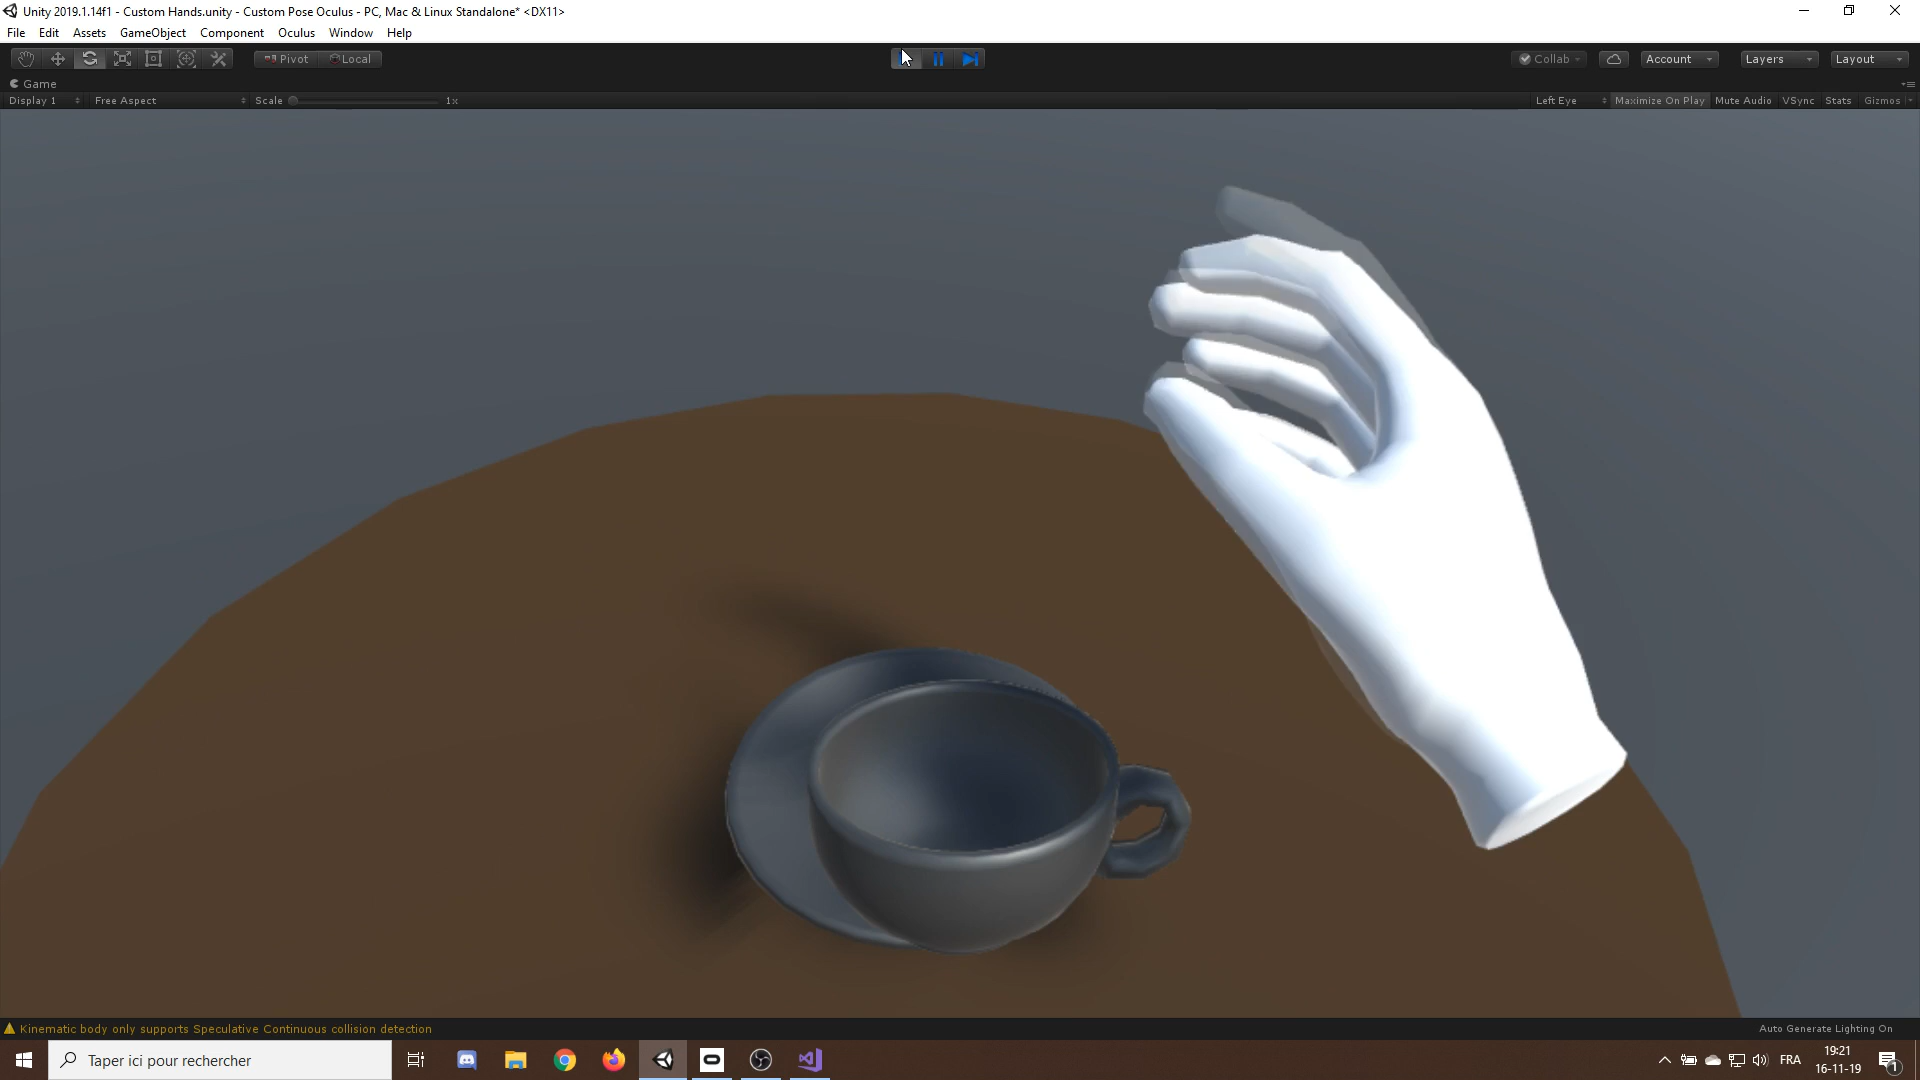 Unity 2019.1.14f1 - Custom Hands.unity - Custom Pose Oculus - PC, Mac & Linux Standalone* <DX11>
File Edit Assets GameObject Component Oculus Window Help
Pivot Local Collab Account Layers Layout
Game
Display 1 Free Aspect Scale 1x Left Eye Maximize On Play Mute Audio VSync Stats Gizmos
Kinematic body only supports Speculative Continuous collision detection Auto Generate Lighting On
Taper ici pour rechercher FRA 19:21
16-11-19 1